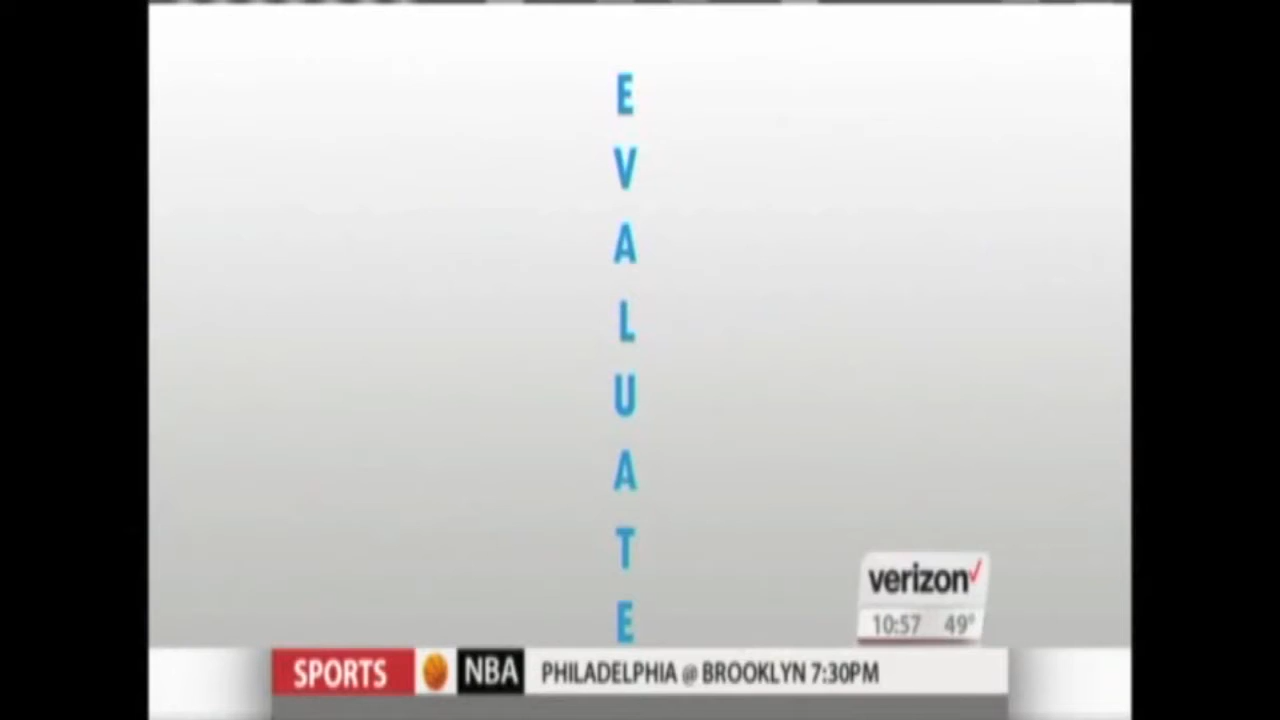 E
V
A
L
U
A
T
E
verizon
10:57 49°
SPORTS NBA PHILADELPHIA @ BROOKLYN 7:30PM